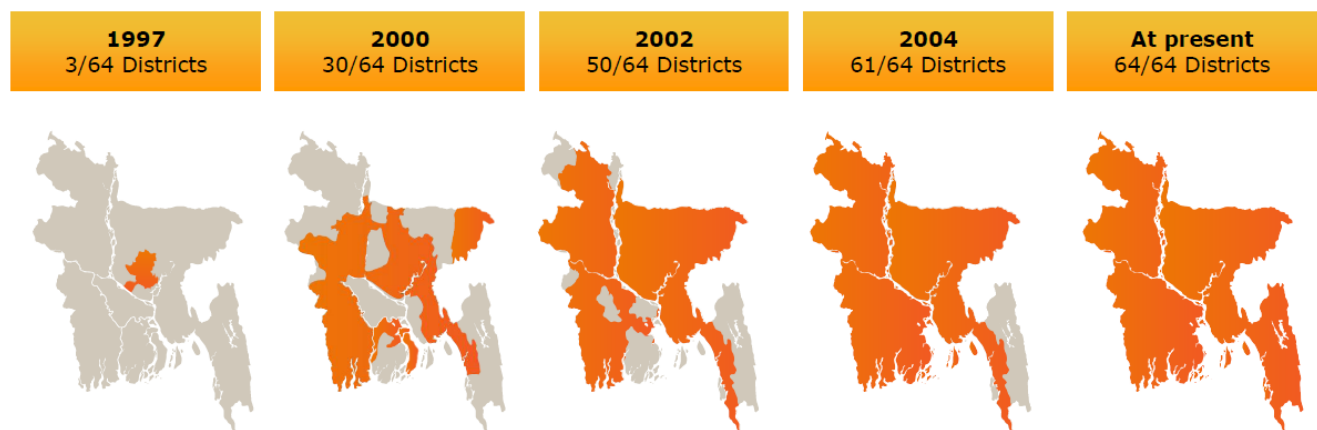 1997
3/64 Districts
2000
30/64 Districts
2002
50/64 Districts
2004
61/64 Districts
At present
64/64 Districts